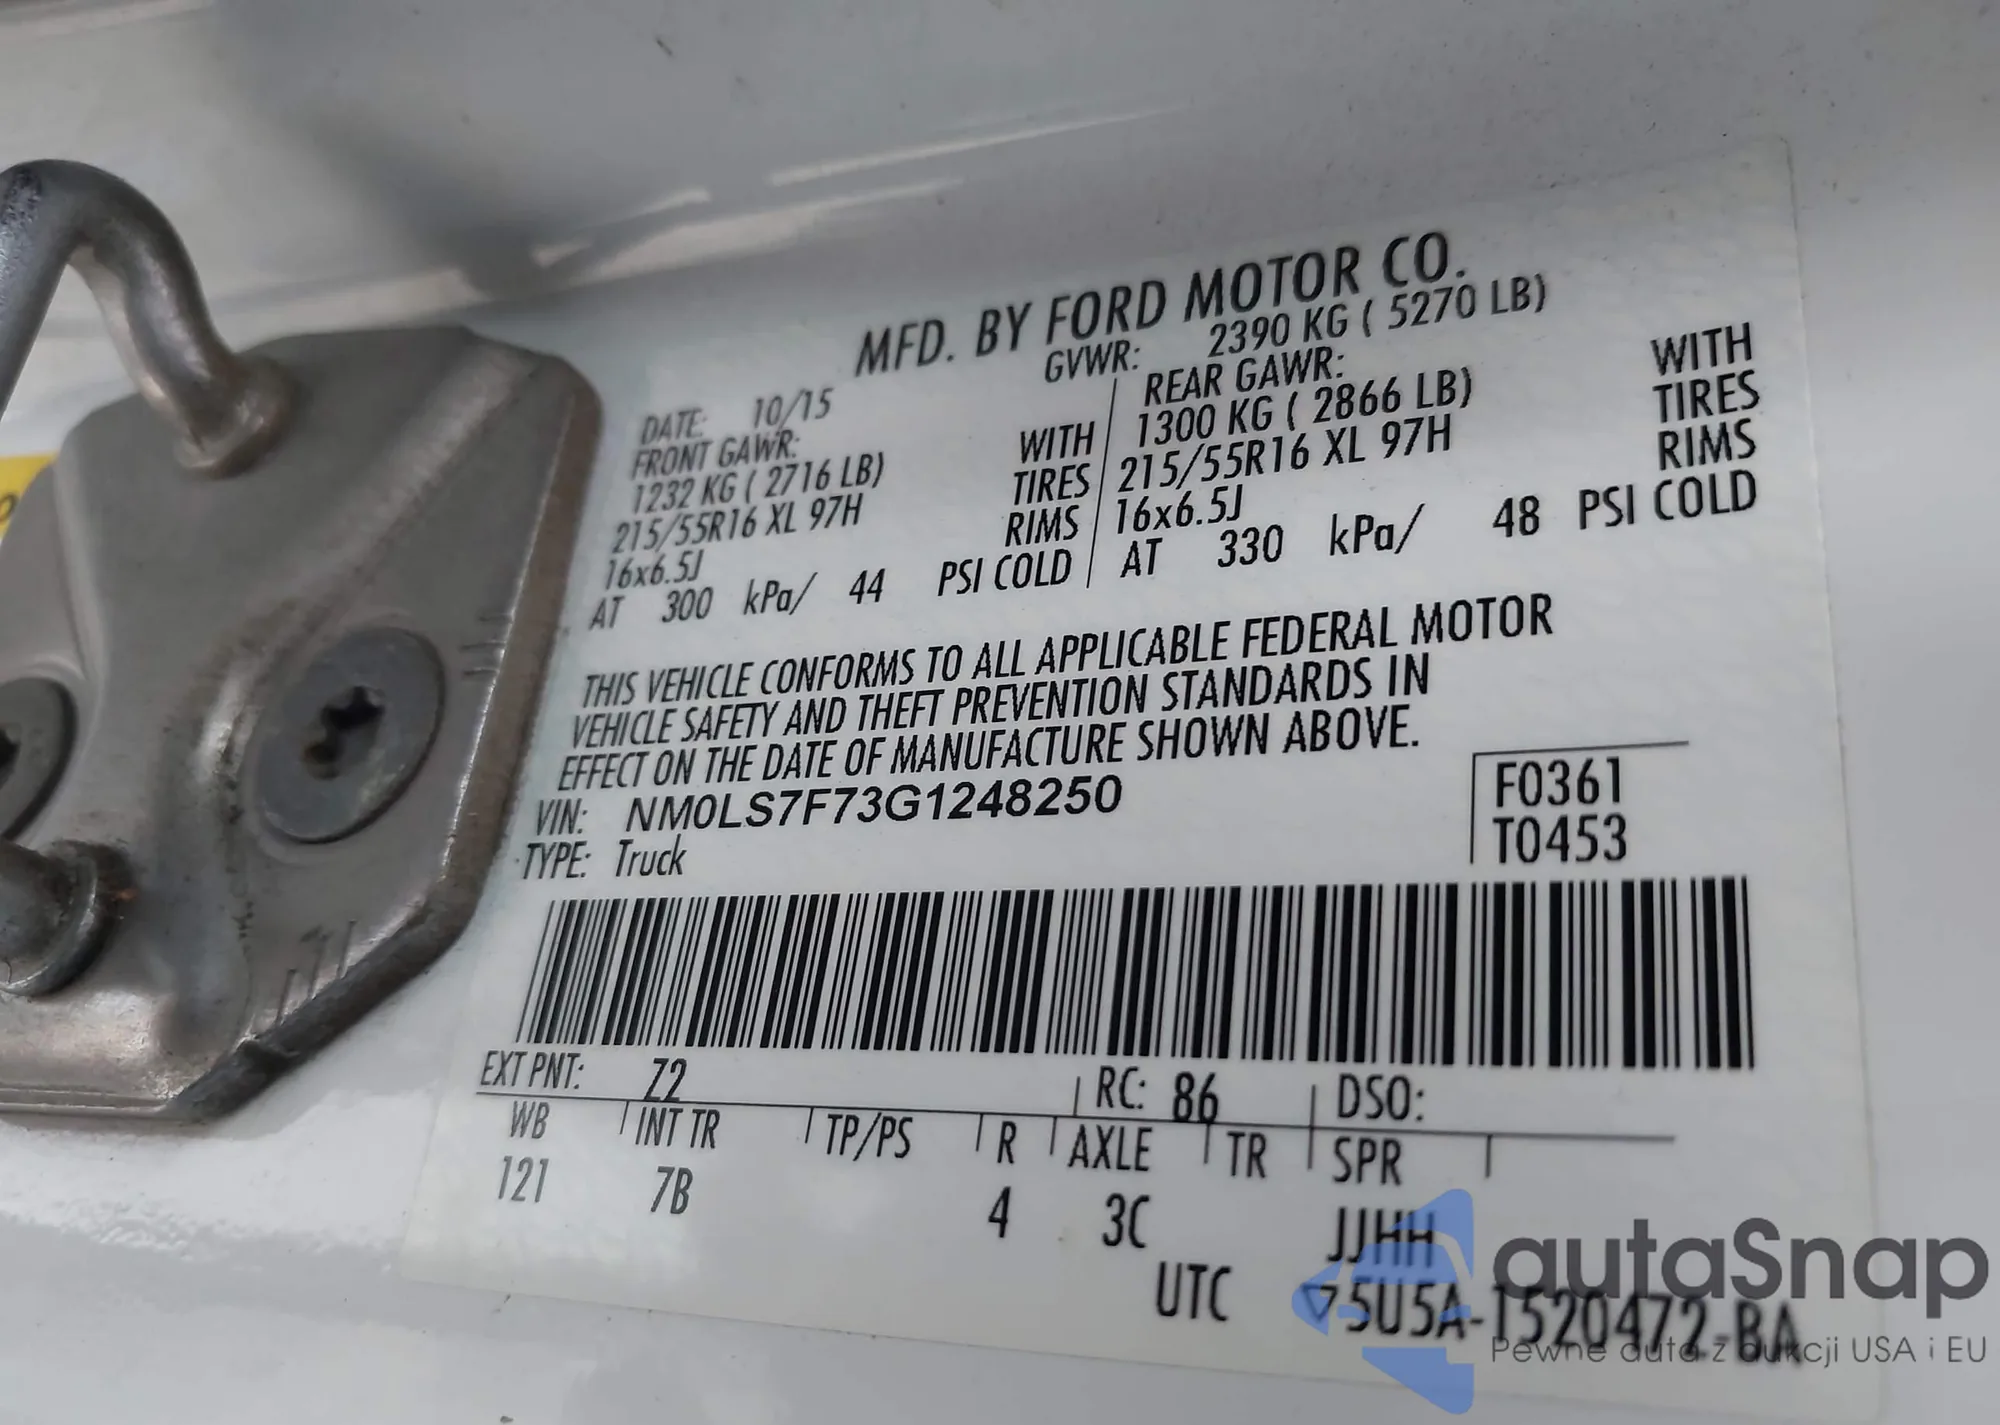 MFD. BY FORD MOTOR CO.
DATE: 10/15 GVWR: 2390 KG ( 5270 LB)
FRONT GAWR: REAR GAWR:
1232 KG ( 2716 LB) WITH 1300 KG ( 2866 LB) WITH
215/55R16 XL 97H TIRES 215/55R16 XL 97H TIRES
16x6.5J RIMS 16x6.5J RIMS
AT 300 kPa/ 44 PSI COLD AT 330 kPa/ 48 PSI COLD
THIS VEHICLE CONFORMS TO ALL APPLICABLE FEDERAL MOTOR
VEHICLE SAFETY AND THEFT PREVENTION STANDARDS IN
EFFECT ON THE DATE OF MANUFACTURE SHOWN ABOVE.
VIN: NM0LS7F73G1248250 F0361
TYPE: Truck T0453
EXT PNT: Z2 RC: 86 DSO:
WB INT TR TP/PS R AXLE TR SPR
121 7B 4 3C JJHH
UTC ▽75U5A-1520472-BA
autoSnap
Pewne auta z aukcji USA i EU